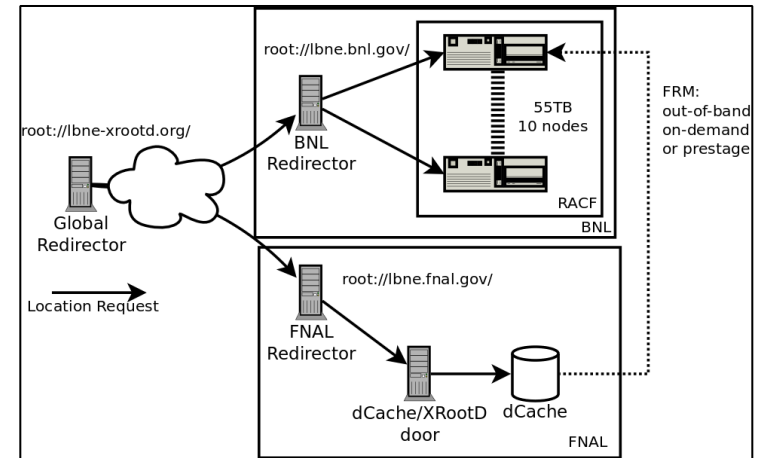 root://lbne.bnl.gov/
FRM:
out-of-band
on-demand
or prestage
55TB
10 nodes
root://lbne-xrootd.org/
BNL
Redirector
RACF
BNL
Global
Redirector
root://lbne.fnal.gov/
Location Request
FNAL
Redirector
dCache/XRootD
door
dCache
FNAL